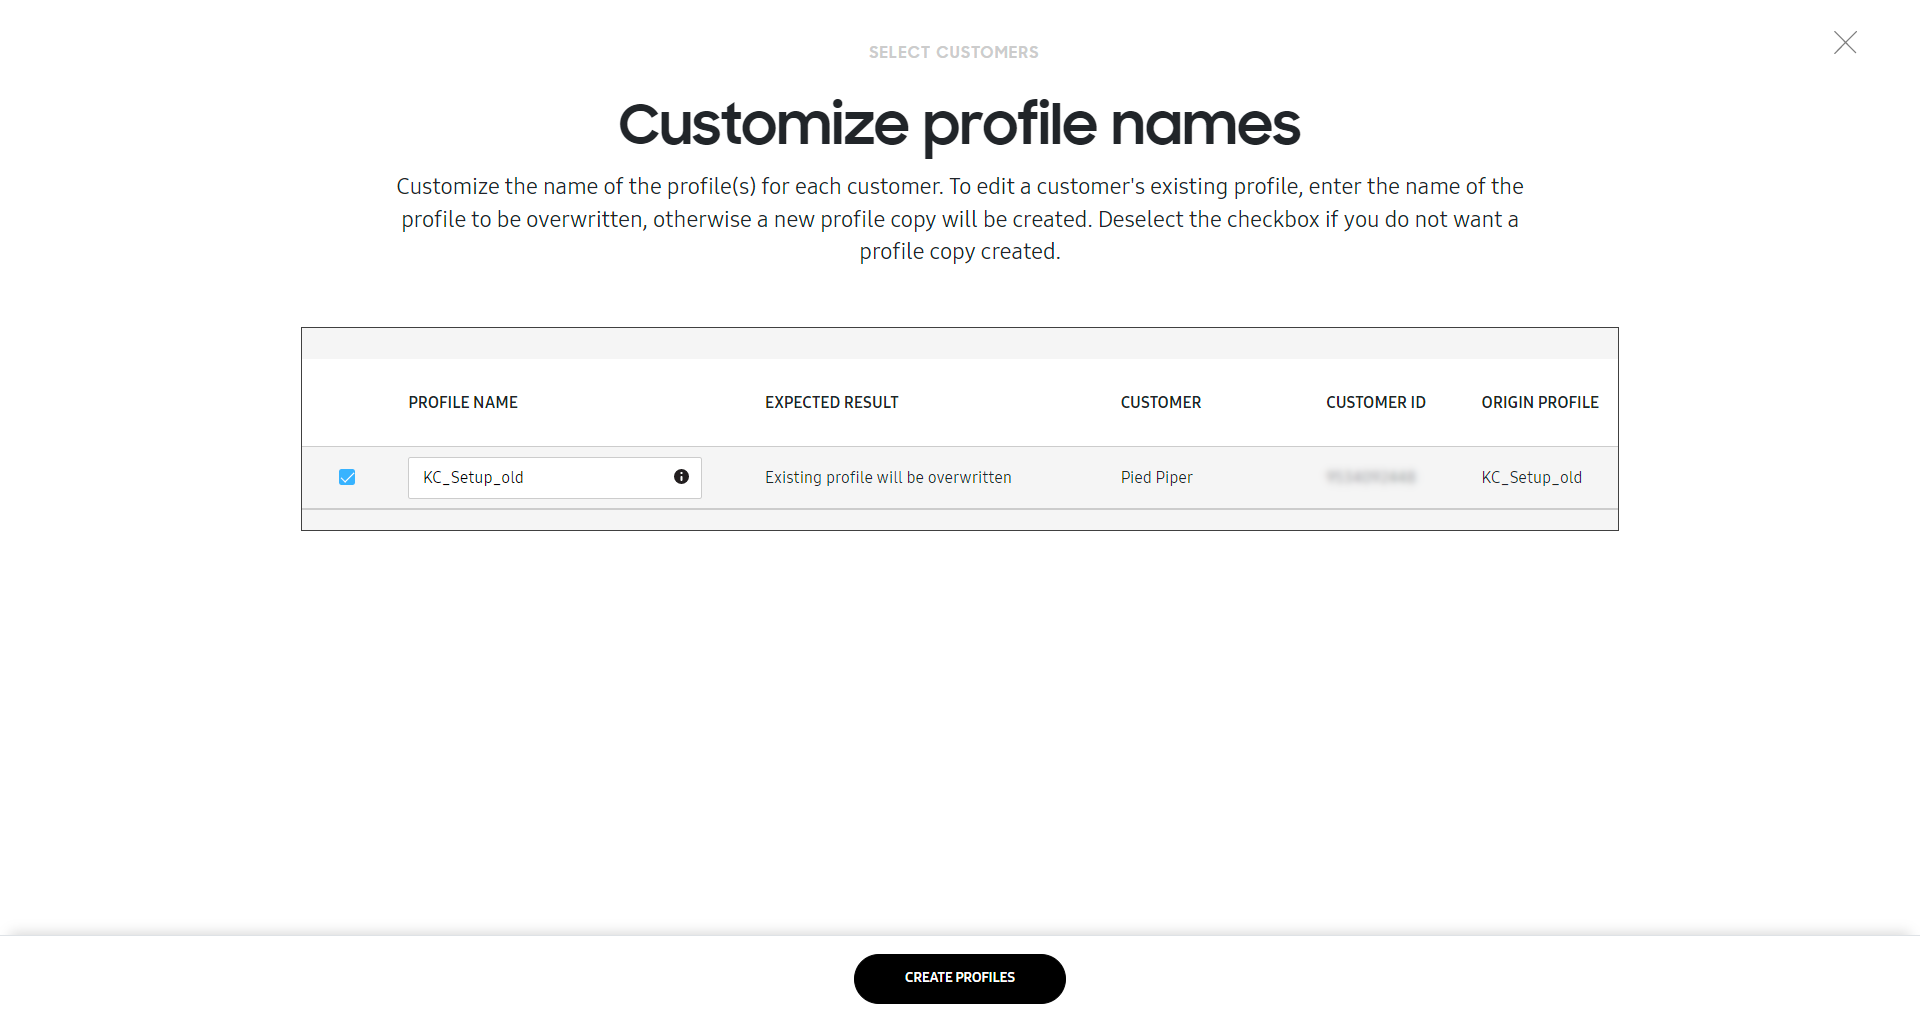 SELECT CUSTOMERS
Customize profile names
Customize the name of the profile(s) for each customer. To edit a customer's existing profile, enter the name of the
profile to be overwritten, otherwise a new profile copy will be created. Deselect the checkbox if you do not want a
profile copy created.
PROFILE NAME EXPECTED RESULT CUSTOMER CUSTOMER ID ORIGIN PROFILE
KC_Setup_old Existing profile will be overwritten Pied Piper KC_Setup_old
CREATE PROFILES